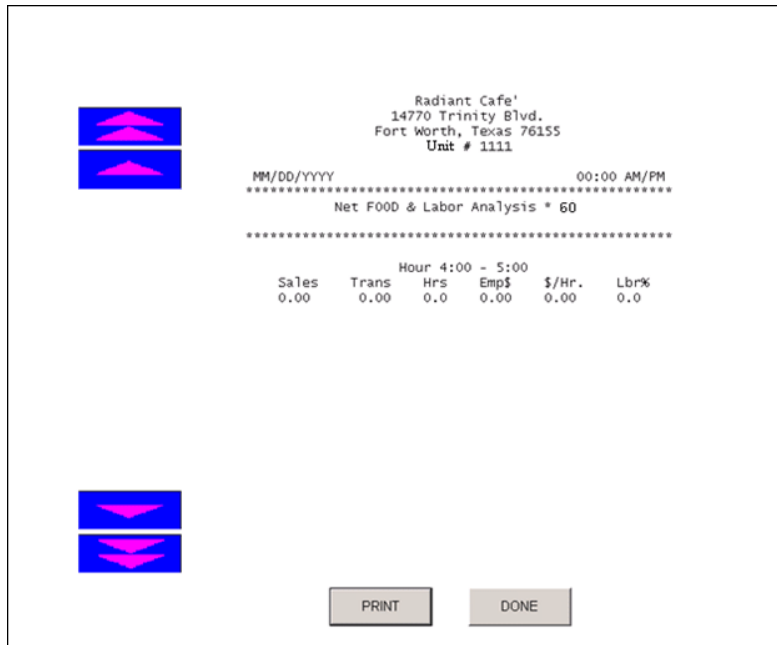 Radiant Cafe'
14770 Trinity Blvd.
Fort Worth, Texas 76155
Unit # 1111
MM/DD/YYYY 00:00 AM/PM
*****************************************************
Net FOOD & Labor Analysis * 60
*****************************************************
Hour 4:00 - 5:00
Sales Trans Hrs Emp$ $/Hr. Lbr%
0.00 0.00 0.0 0.00 0.00 0.0
PRINT DONE